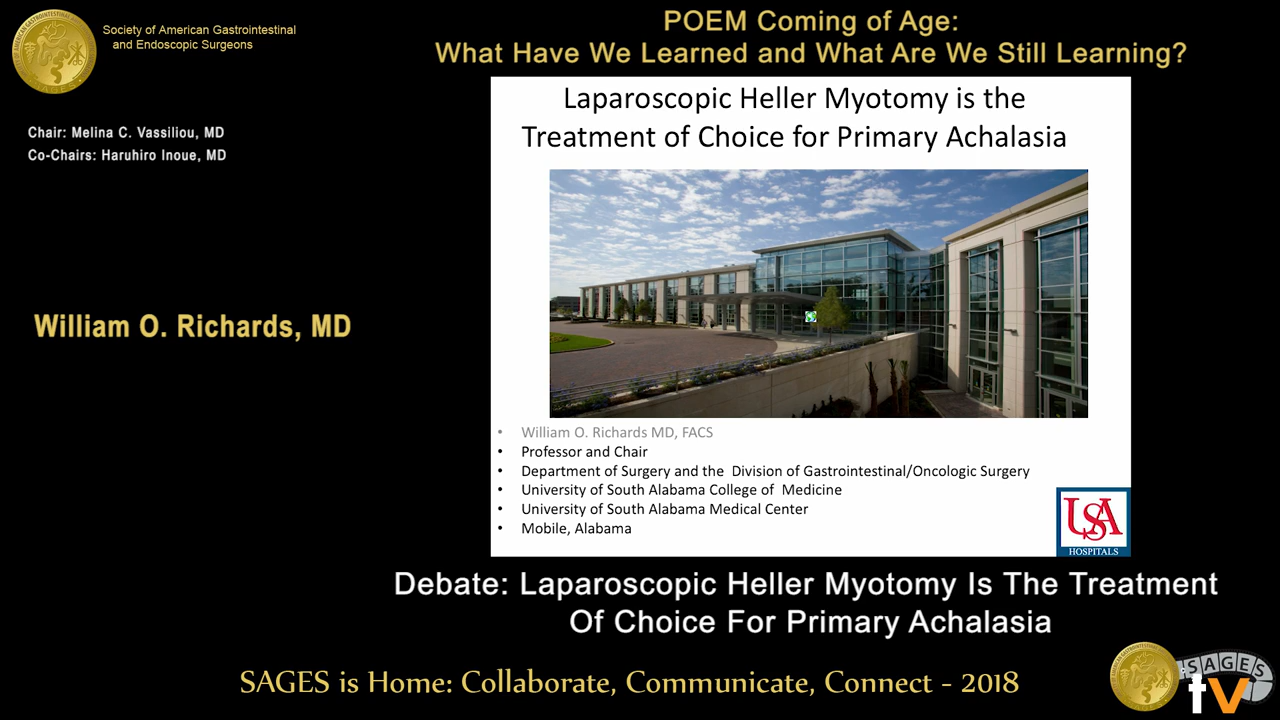 Society of American Gastrointestinal
and Endoscopic Surgeons
POEM Coming of Age:
What Have We Learned and What Are We Still Learning?
Chair: Melina C. Vassiliou, MD
Co-Chairs: Haruhiro Inoue, MD
William O. Richards, MD
Laparoscopic Heller Myotomy is the
Treatment of Choice for Primary Achalasia
• William O. Richards MD, FACS
• Professor and Chair
• Department of Surgery and the Division of Gastrointestinal/Oncologic Surgery
• University of South Alabama College of Medicine
• University of South Alabama Medical Center
• Mobile, Alabama
USA
HOSPITALS
Debate: Laparoscopic Heller Myotomy Is The Treatment
Of Choice For Primary Achalasia
SAGES is Home: Collaborate, Communicate, Connect - 2018
SAGES
tv